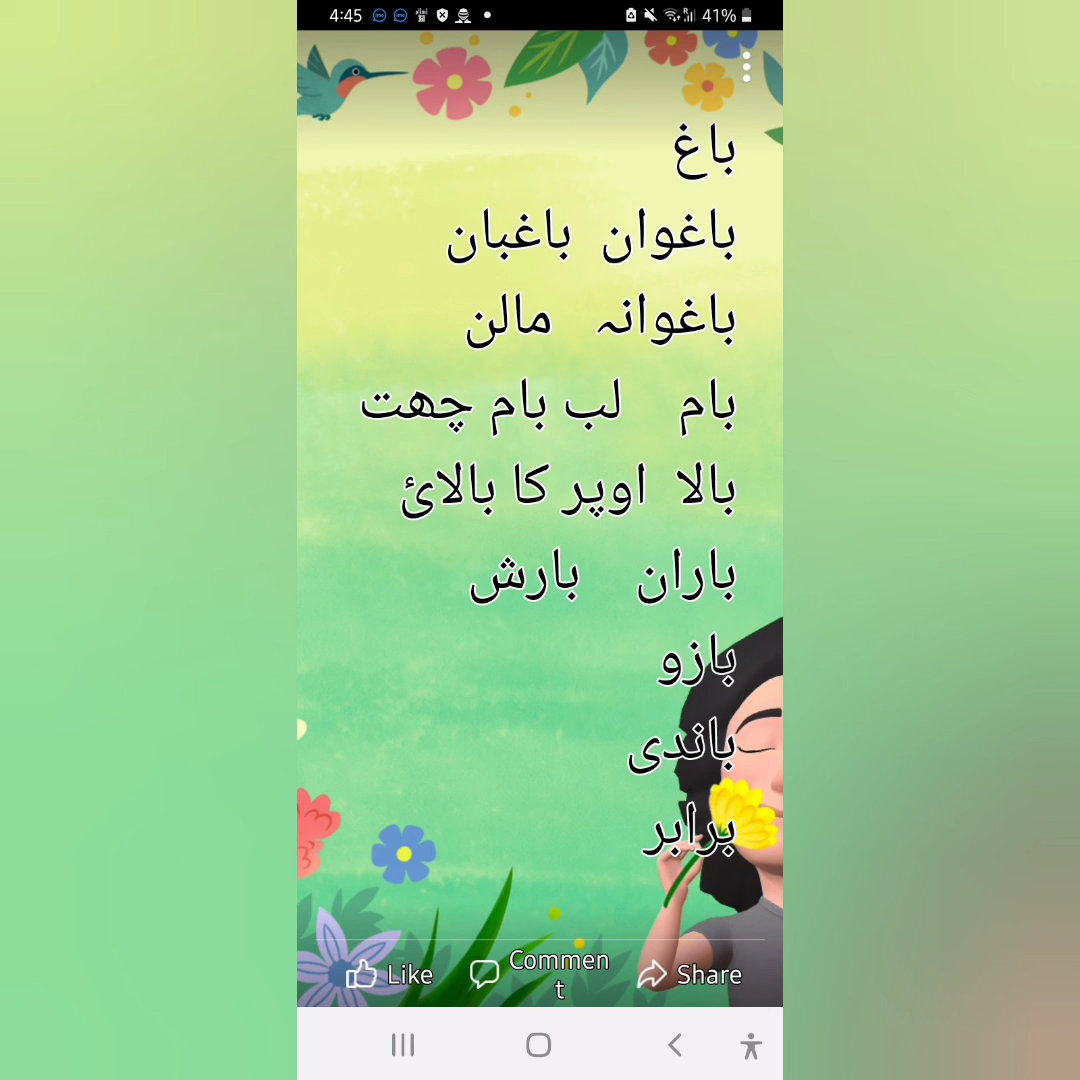 4:45
41%
باغ
باغوان باغبان
باغوانہ مالن
بام لب بام چھت
بالا اوپر کا بالائ
باران بارش
بازو
باندی
برابر
Like
Commen
t
Share